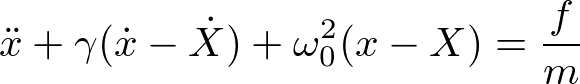 ẍ + γ(ẋ − Ẋ) + ω₀²(x − X) = f/m